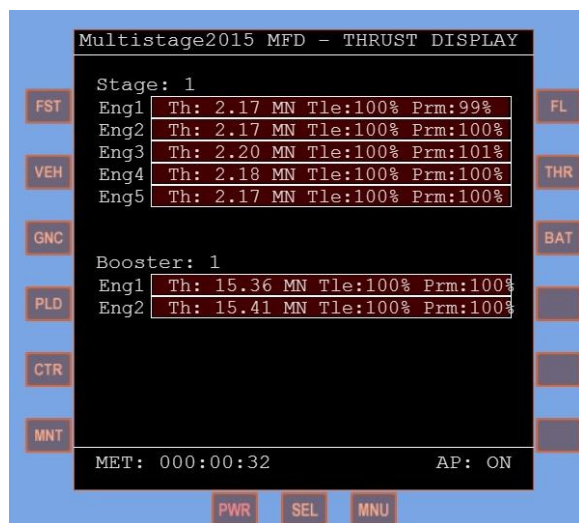 Multistage2015 MFD - THRUST DISPLAY
Stage: 1
FST
Eng1 Th: 2.17 MN Tle:100% Prm:99%
FL
Eng2 Th: 2.17 MN Tle:100% Prm:100%
Eng3 Th: 2.20 MN Tle:100% Prm:101%
VEH
Eng4 Th: 2.18 MN Tle:100% Prm:100%
THR
Eng5 Th: 2.17 MN Tle:100% Prm:100%
GNC
BAT
Booster: 1
Eng1 Th: 15.36 MN Tle:100% Prm:100%
PLD
Eng2 Th: 15.41 MN Tle:100% Prm:100%
CTR
MNT
MET: 000:00:32 AP: ON
PWR SEL MNU